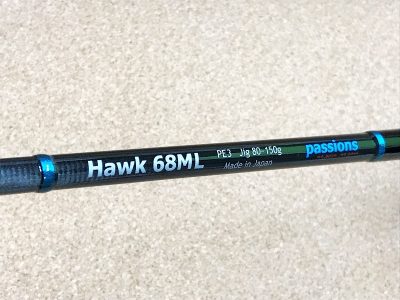 Hawk 68ML PE3 Jig 80-150g passions
Made in Japan